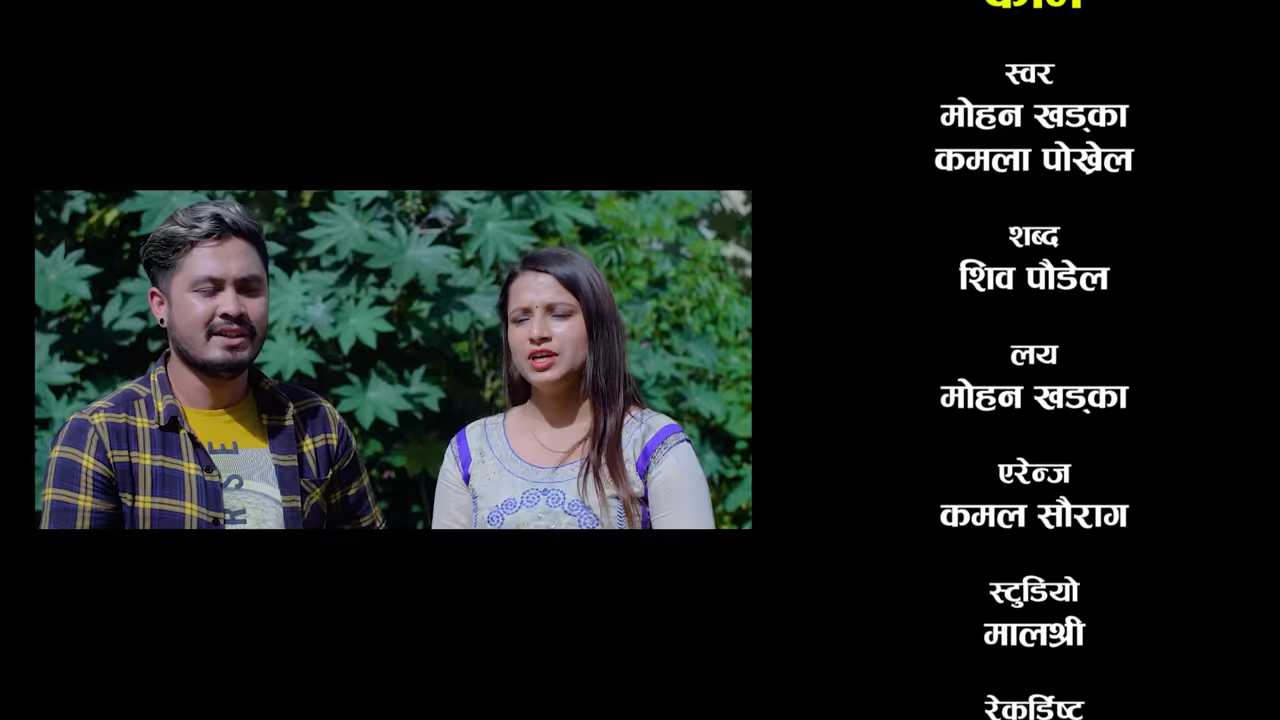 स्वर
मोहन खड्का
कमला पोख्रेल
शब्द
शिव पौडेल
लय
मोहन खड्का
एरेन्ज
कमल सौराग
स्टुडियो
मालश्री
रेकर्डिष्ट